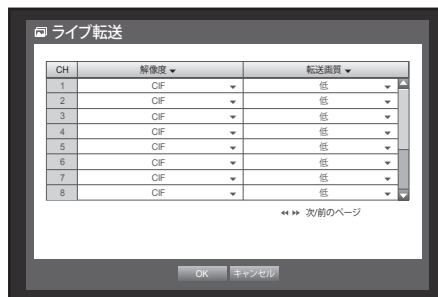 ライブ転送
CH 解像度 転送画質
1 CIF 低
2 CIF 低
3 CIF 低
4 CIF 低
5 CIF 低
6 CIF 低
7 CIF 低
8 CIF 低
次/前のページ
OK キャンセル